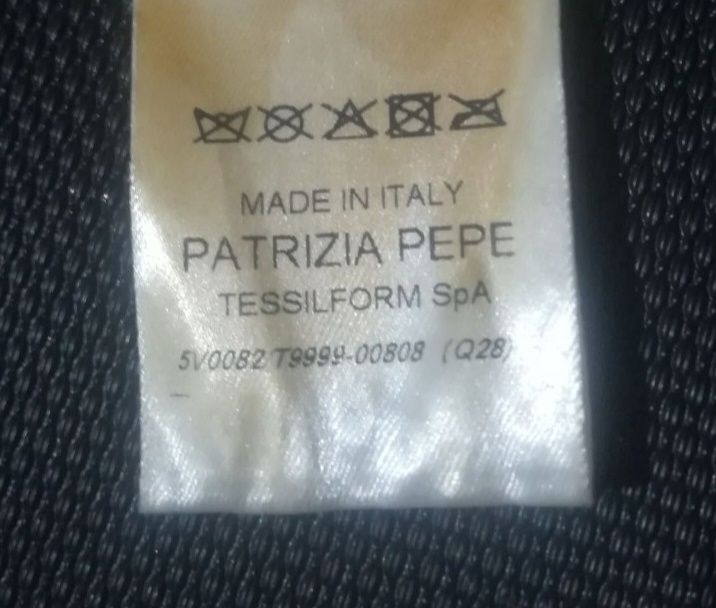 MADE IN ITALY
PATRIZIA PEPE
TESSILFORM SpA
5V0082 T9999-00808 (Q28)